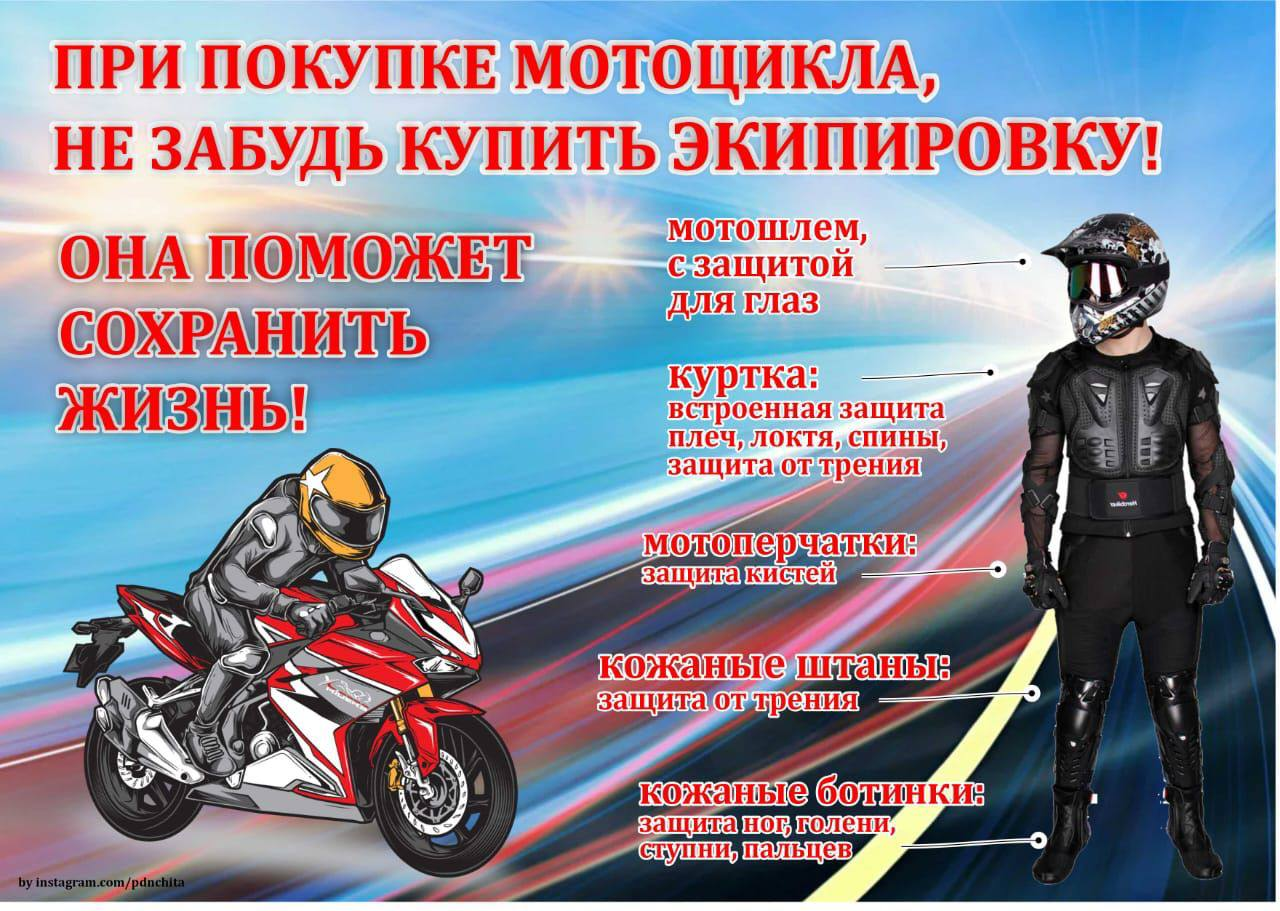 ПРИ ПОКУПКЕ МОТОЦИКЛА,
НЕ ЗАБУДЬ КУПИТЬ ЭКИПИРОВКУ!
ОНА ПОМОЖЕТ
СОХРАНИТЬ
ЖИЗНЬ!
мотошлем,
с защитой
для глаз
куртка:
встроенная защита
плеч, локтя, спины,
защита от трения
мотоперчатки:
защита кистей
кожаные штаны:
защита от трения
кожаные ботинки:
защита ног, голени,
ступни, пальцев
by instagram.com/pdnchita